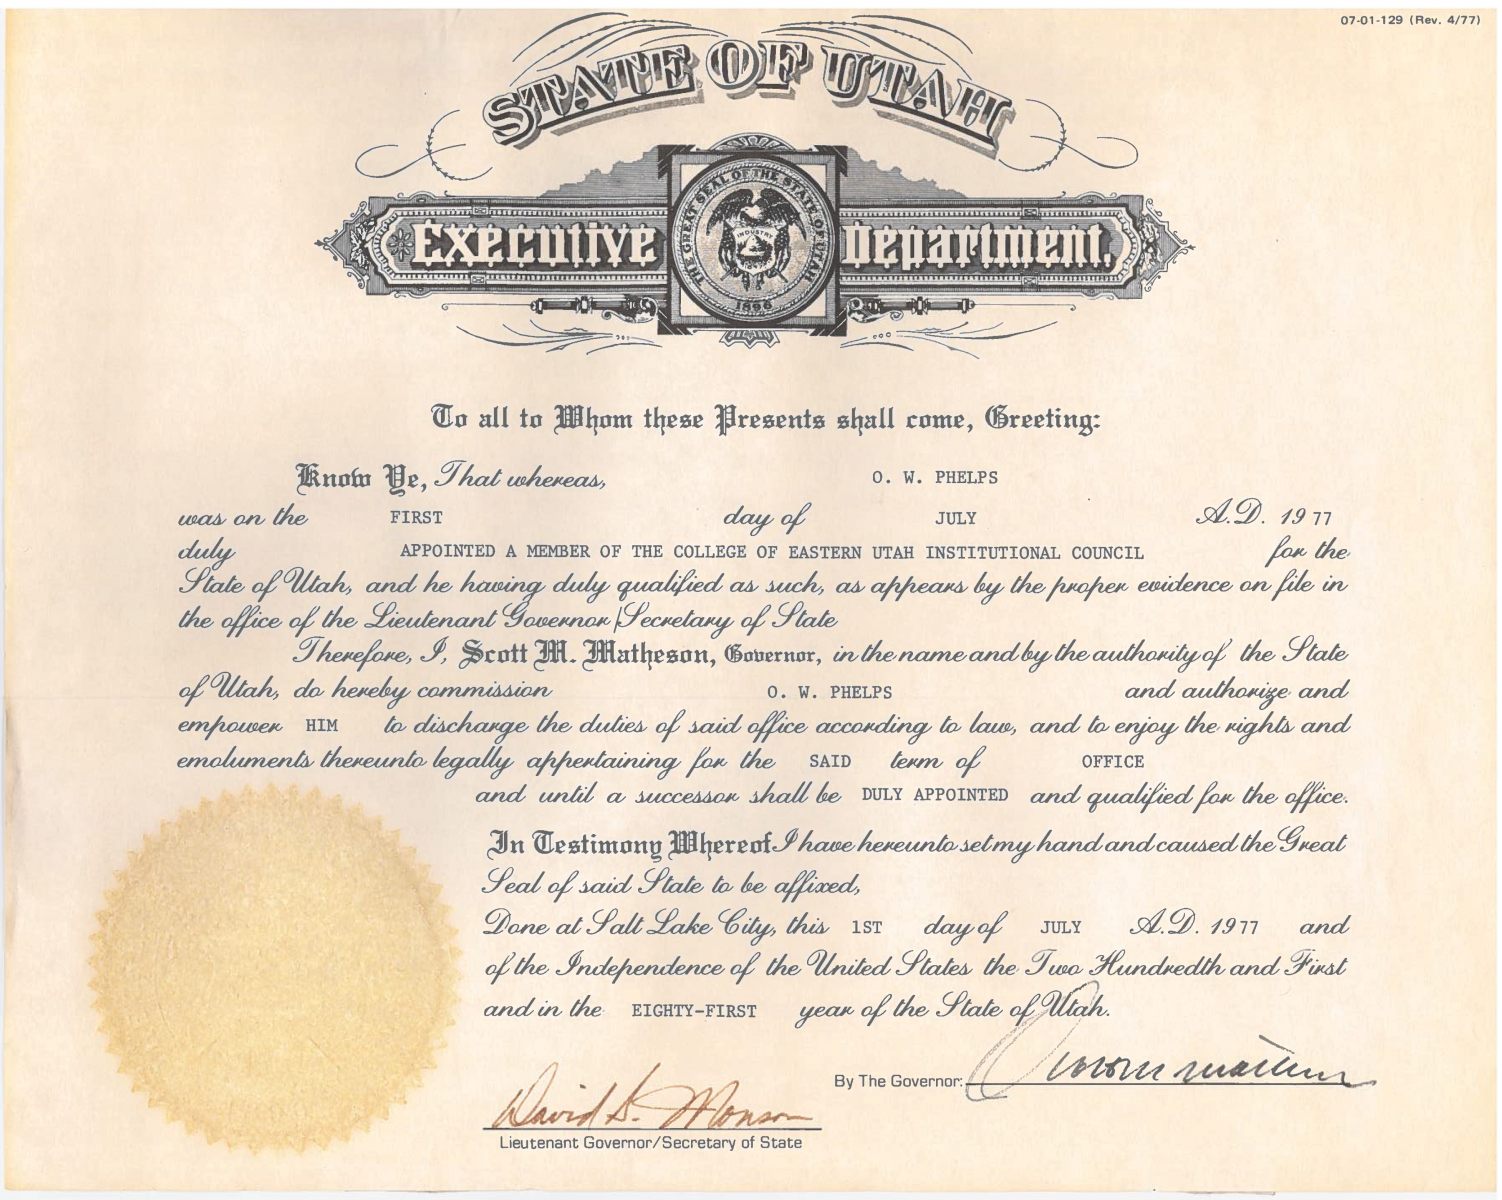 07-01-129 (Rev. 4/77)
STATE OF UTAH
THE GREAT SEAL OF THE STATE OF UTAH
INDUSTRY
1896
Executive Department.
To all to Whom these Presents shall come, Greeting:
Know Ye, That whereas, O. W. PHELPS
was on the FIRST day of JULY A.D. 1977
duly APPOINTED A MEMBER OF THE COLLEGE OF EASTERN UTAH INSTITUTIONAL COUNCIL for the
State of Utah, and he having duly qualified as such, as appears by the proper evidence on file in
the office of the Lieutenant Governor/Secretary of State
Therefore, I, Scott M. Matheson, Governor, in the name and by the authority of the State
of Utah, do hereby commission O. W. PHELPS and authorize and
empower HIM to discharge the duties of said office according to law, and to enjoy the rights and
emoluments thereunto legally appertaining for the SAID term of OFFICE
and until a successor shall be DULY APPOINTED and qualified for the office.
In Testimony Whereof I have hereunto set my hand and caused the Great
Seal of said State to be affixed,
Done at Salt Lake City, this 1ST day of JULY A.D. 1977 and
of the Independence of the United States the Two Hundredth and First
and in the EIGHTY-FIRST year of the State of Utah.
By The Governor:
David S. Monson
Lieutenant Governor/Secretary of State